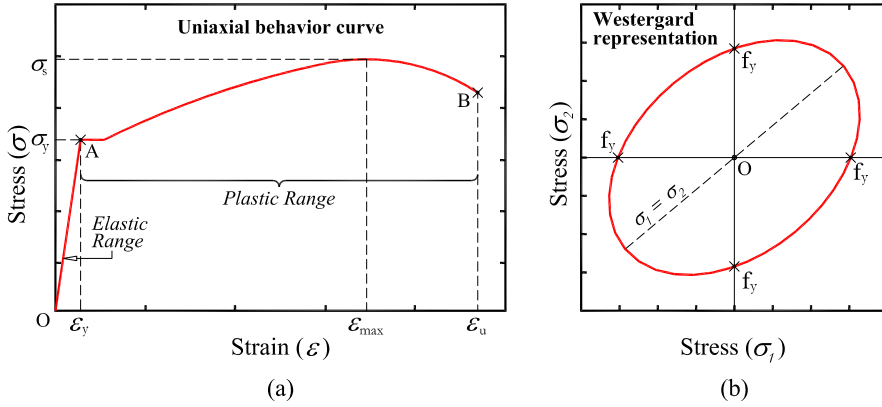 Uniaxial behavior curve
σs
σy
A
B
Plastic Range
Elastic
Range
O
εy
εmax
εu
Stress (σ)
Strain (ε)
(a)
Westergard
representation
fy
fy
O
fy
σ1 = σ2
fy
Stress (σ2)
Stress (σ1)
(b)